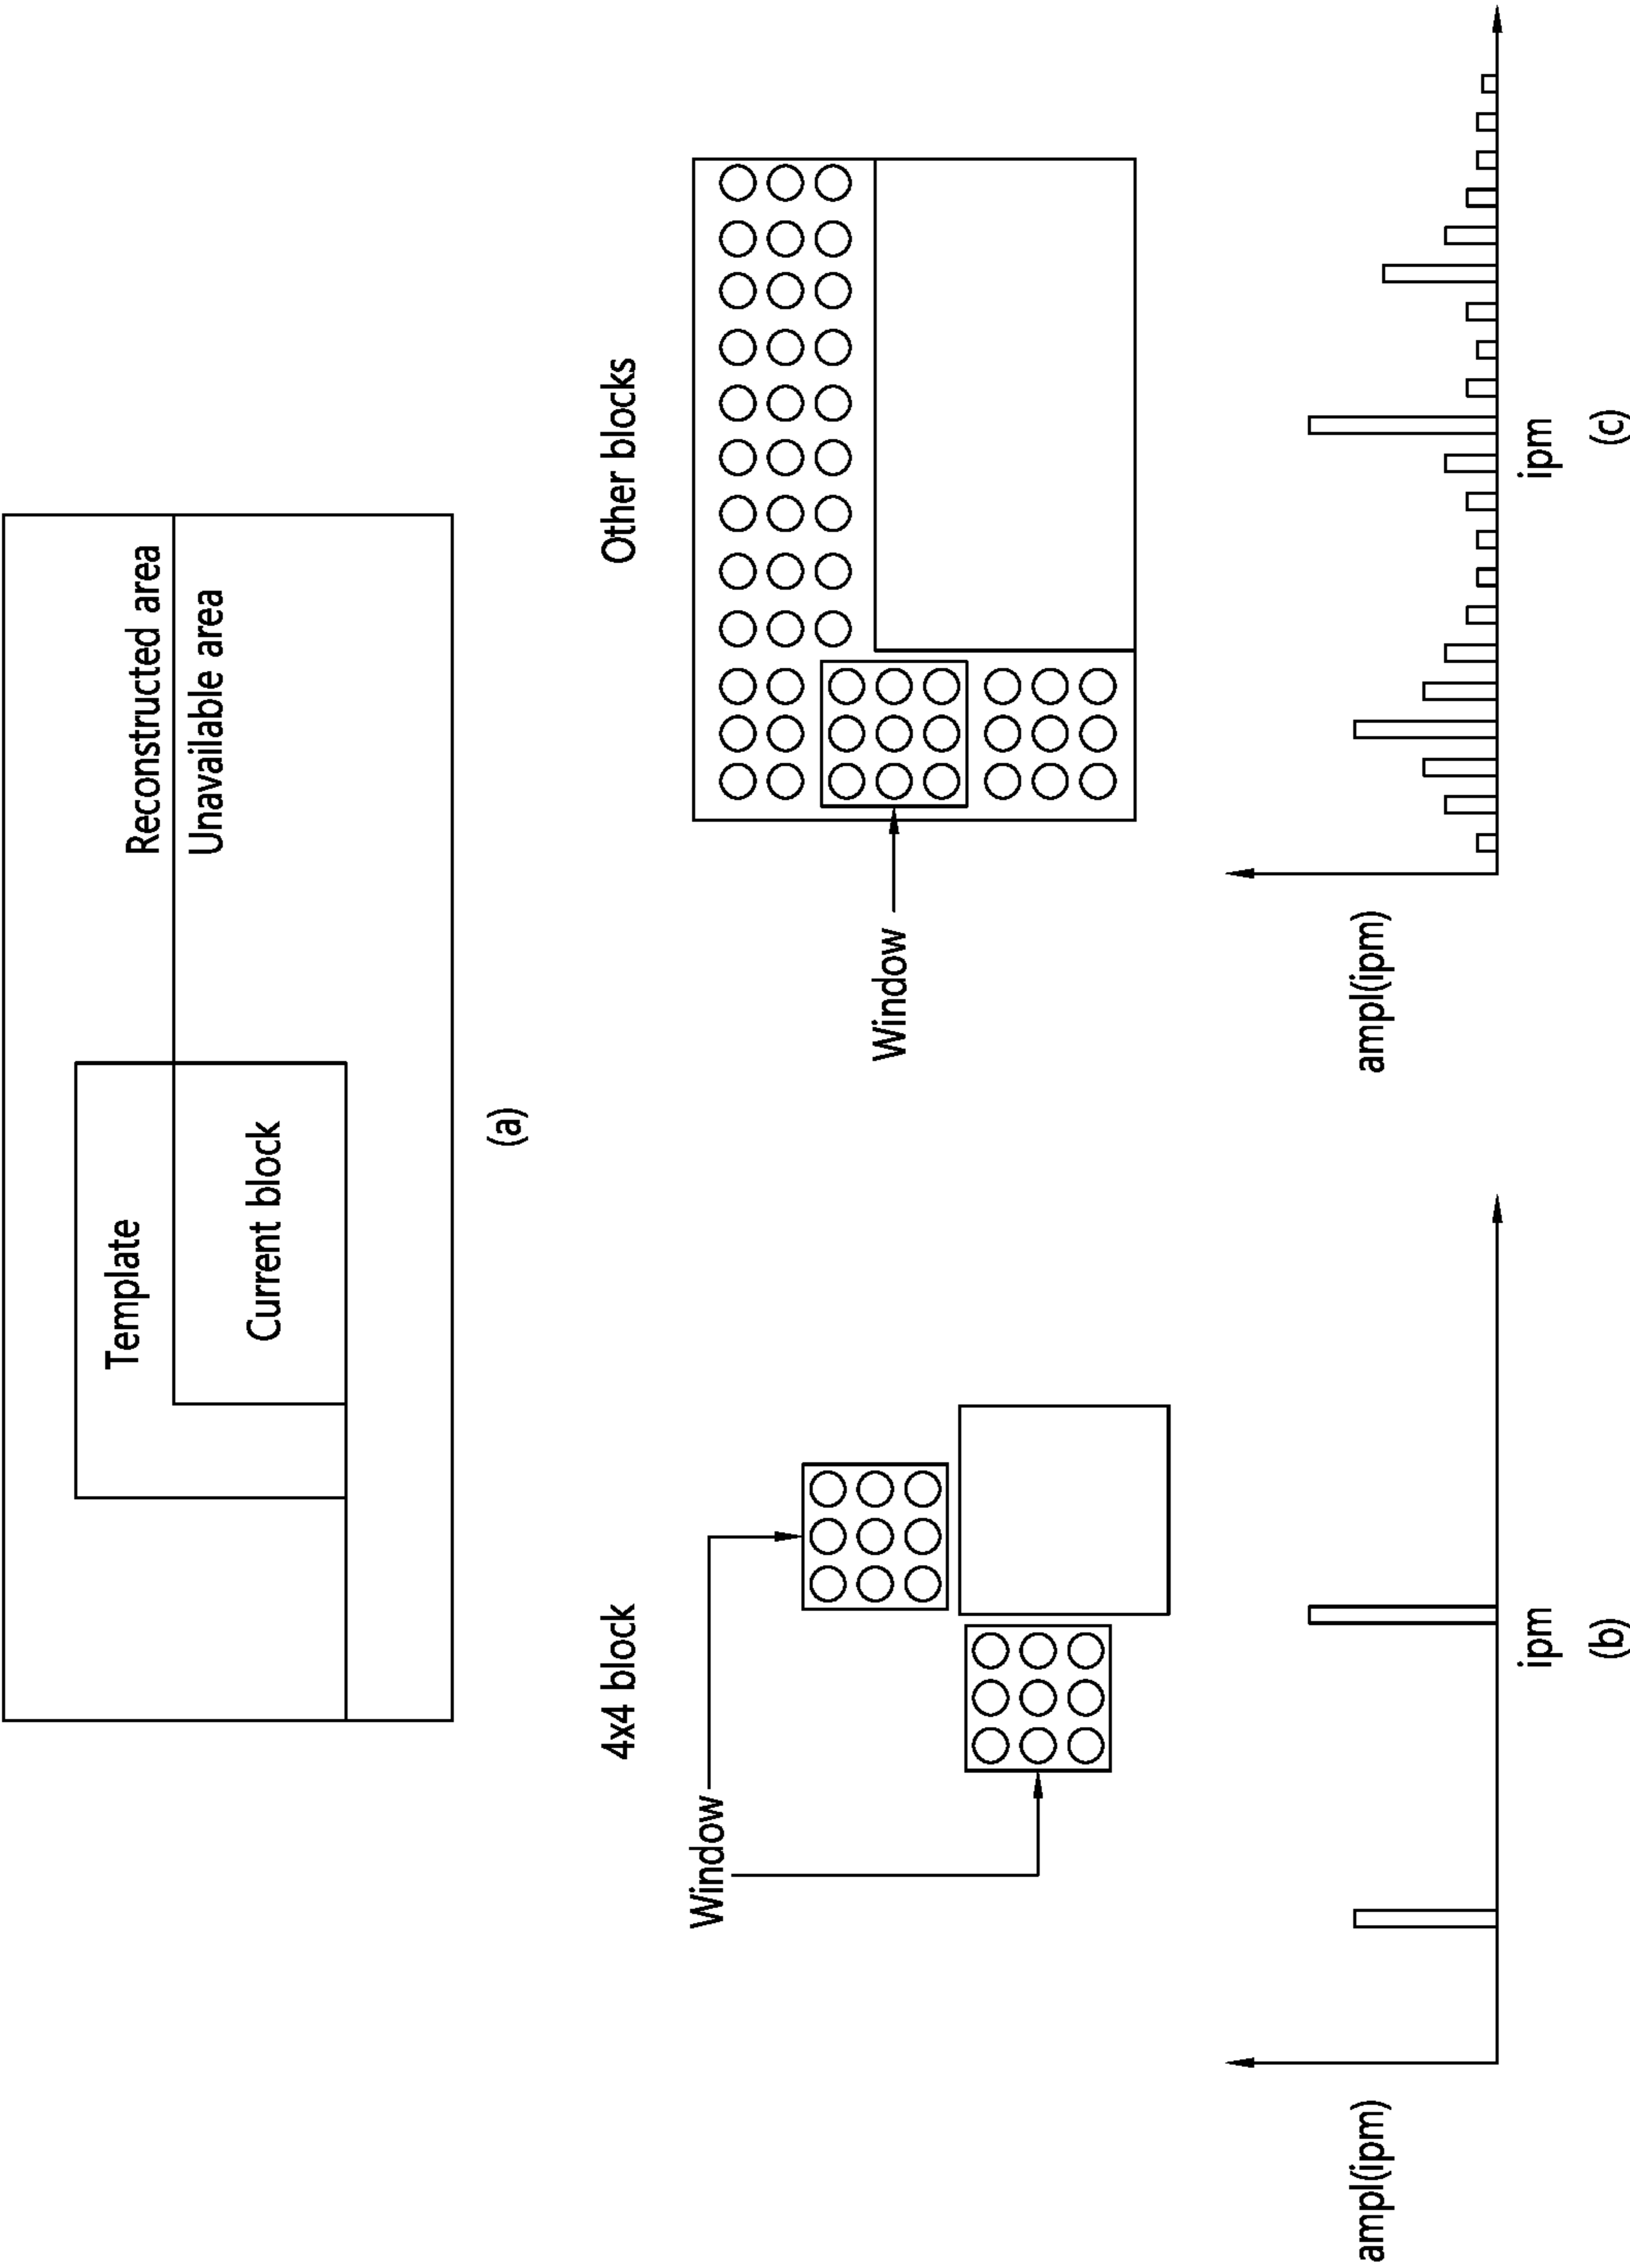 Template
Reconstructed area
Unavailable area
Current block
(a)
4x4 block
Window
ampl(ipm)
ipm
(b)
Other blocks
Window
ampl(ipm)
ipm
(c)